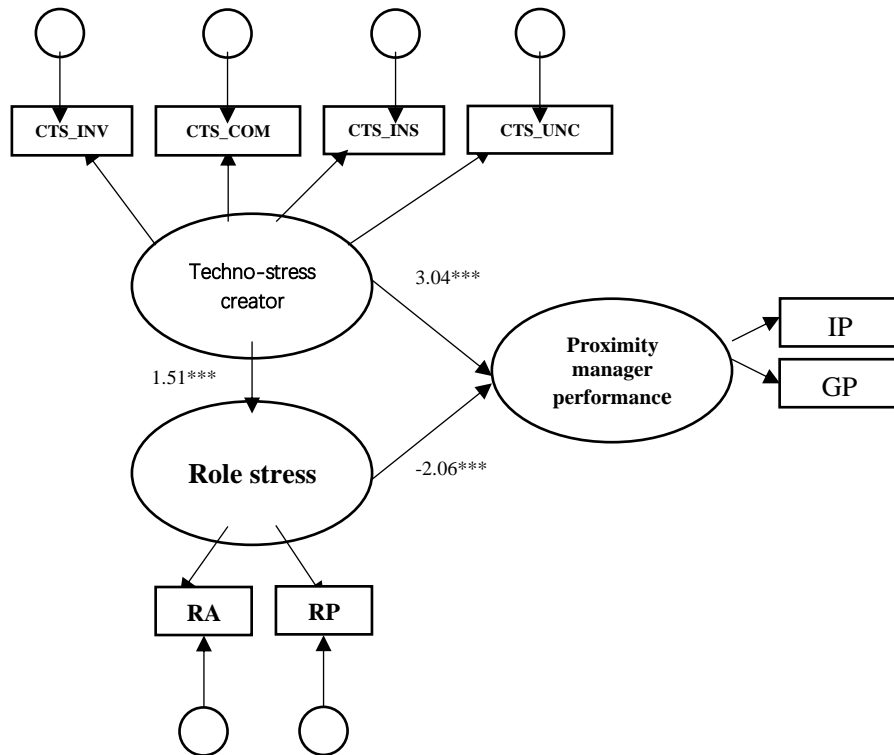 CTS_INV
CTS_COM
CTS_INS
CTS_UNC
Techno-stress
creator
3.04***
IP
Proximity
manager
performance
GP
1.51***
Role stress
-2.06***
RA
RP